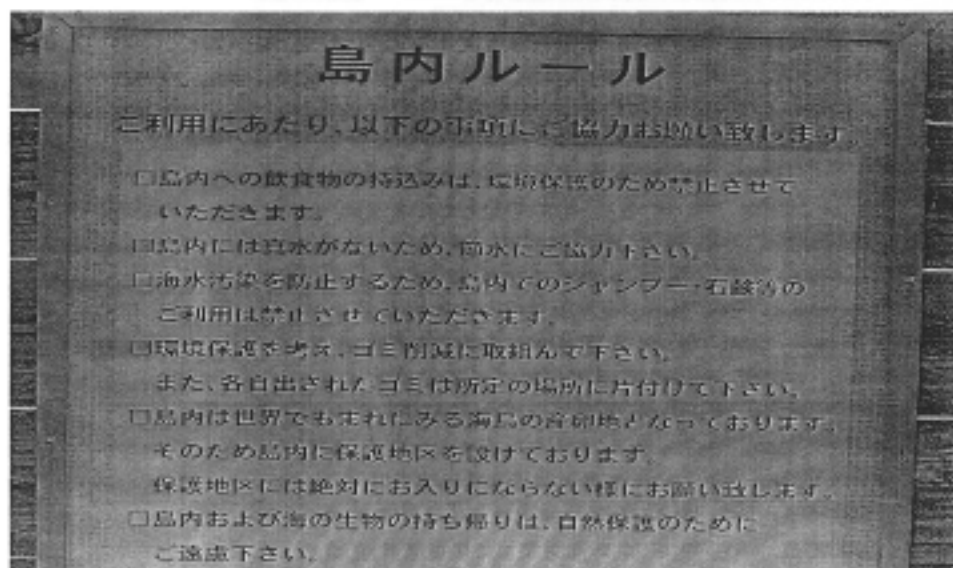 島内ルール
ご利用にあたり、以下の事項にご協力お願い致します。
□島内への飲食物の持込みは、環境保護のため禁止させて
いただきます。
□島内には真水がないため、節水にご協力下さい。
□海水汚染を防止するため、島内でのシャンプー・石鹸等の
ご利用は禁止させていただきます。
□環境保護を考え、ゴミ削減に取組んで下さい。
また、各自出されたゴミは所定の場所に片付けて下さい。
□島内は世界でもまれにみる海鳥の産卵地となっております。
そのため島内に保護地区を設けております。
保護地区には絶対にお入りにならない様にお願い致します。
□島内および海の生物の持ち帰りは、自然保護のために
ご遠慮下さい。